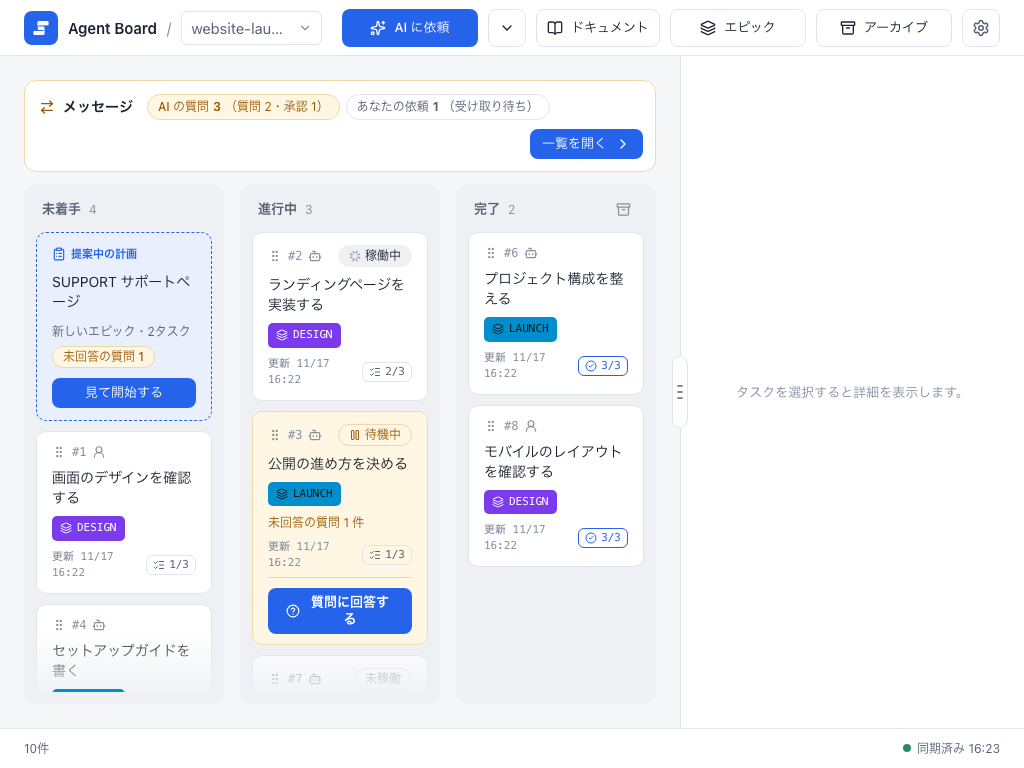 Agent Board / website-lau...
AI に依頼
ドキュメント
エピック
アーカイブ
メッセージ
AI の質問 3 （質問 2・承認 1）
あなたの依頼 1 （受け取り待ち）
一覧を開く
未着手 4
提案中の計画
SUPPORT サポートペ
ージ
新しいエピック・2タスク
未回答の質問 1
見て開始する
#1
画面のデザインを確認
する
DESIGN
更新 11/17
16:22
1/3
#4
セットアップガイドを
書く
進行中 3
#2
稼働中
ランディングページを
実装する
DESIGN
更新 11/17
16:22
2/3
#3
待機中
公開の進め方を決める
LAUNCH
未回答の質問 1 件
更新 11/17
16:22
1/3
質問に回答す
る
#7
未稼働
完了 2
#6
プロジェクト構成を整
える
LAUNCH
更新 11/17
16:22
3/3
#8
モバイルのレイアウト
を確認する
DESIGN
更新 11/17
16:22
3/3
タスクを選択すると詳細を表示します。
10件
同期済み 16:23